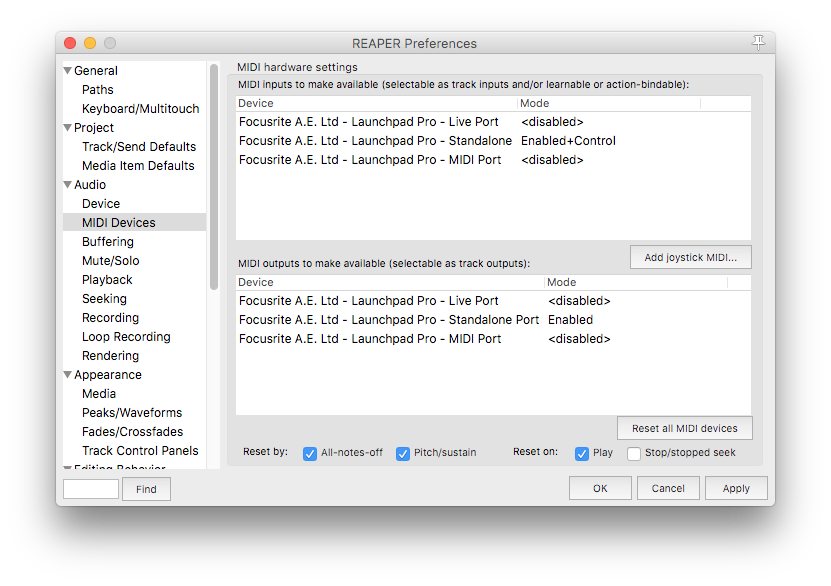 REAPER Preferences
General
Paths
Keyboard/Multitouch
Project
Track/Send Defaults
Media Item Defaults
Audio
Device
MIDI Devices
Buffering
Mute/Solo
Playback
Seeking
Recording
Loop Recording
Rendering
Appearance
Media
Peaks/Waveforms
Fades/Crossfades
Track Control Panels
Editing Behavior
Find
MIDI hardware settings
MIDI inputs to make available (selectable as track inputs and/or learnable or action-bindable):
Device Mode
Focusrite A.E. Ltd - Launchpad Pro - Live Port <disabled>
Focusrite A.E. Ltd - Launchpad Pro - Standalone Enabled+Control
Focusrite A.E. Ltd - Launchpad Pro - MIDI Port <disabled>
Add joystick MIDI...
MIDI outputs to make available (selectable as track outputs):
Device Mode
Focusrite A.E. Ltd - Launchpad Pro - Live Port <disabled>
Focusrite A.E. Ltd - Launchpad Pro - Standalone Port Enabled
Focusrite A.E. Ltd - Launchpad Pro - MIDI Port <disabled>
Reset all MIDI devices
Reset by: All-notes-off Pitch/sustain Reset on: Play Stop/stopped seek
OK Cancel Apply